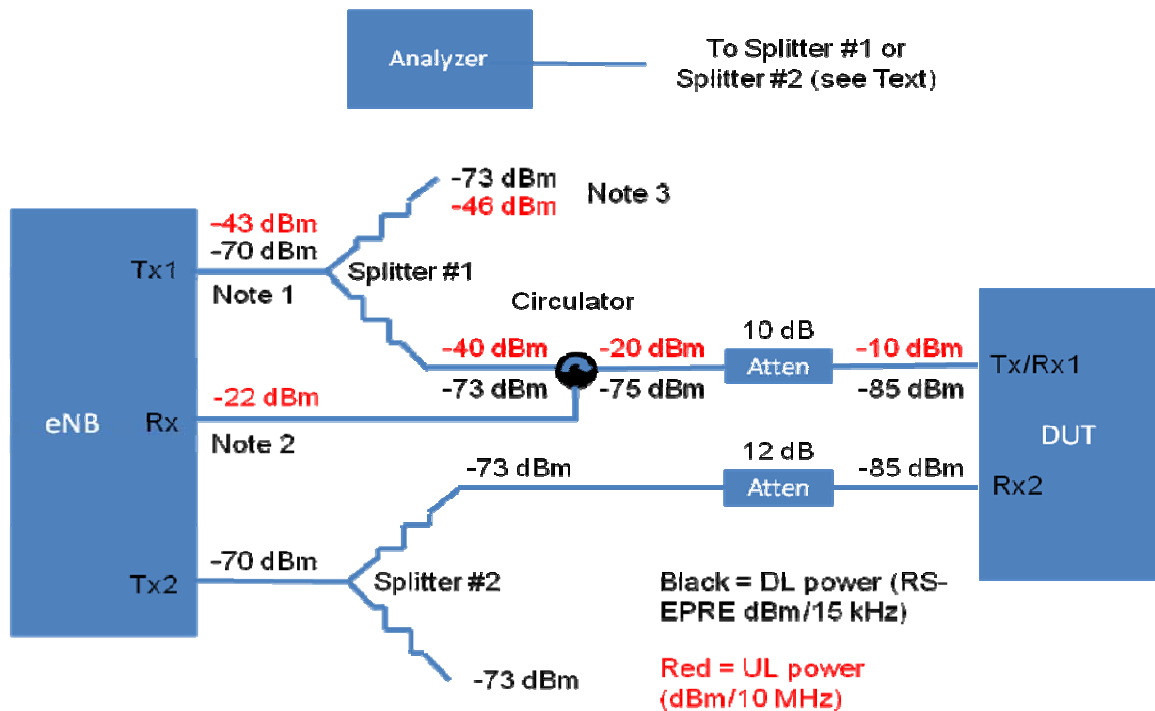 Analyzer
To Splitter #1 or
Splitter #2 (see Text)
-73 dBm
-46 dBm
Note 3
-43 dBm
-70 dBm
Tx1
Note 1
Splitter #1
Circulator
-40 dBm
-73 dBm
-20 dBm
-75 dBm
10 dB
Atten
-10 dBm
-85 dBm
Tx/Rx1
-22 dBm
eNB
Rx
Note 2
DUT
-73 dBm
12 dB
Atten
-85 dBm
Rx2
-70 dBm
Tx2
Splitter #2
-73 dBm
Black = DL power (RS-
EPRE dBm/15 kHz)
Red = UL power
(dBm/10 MHz)